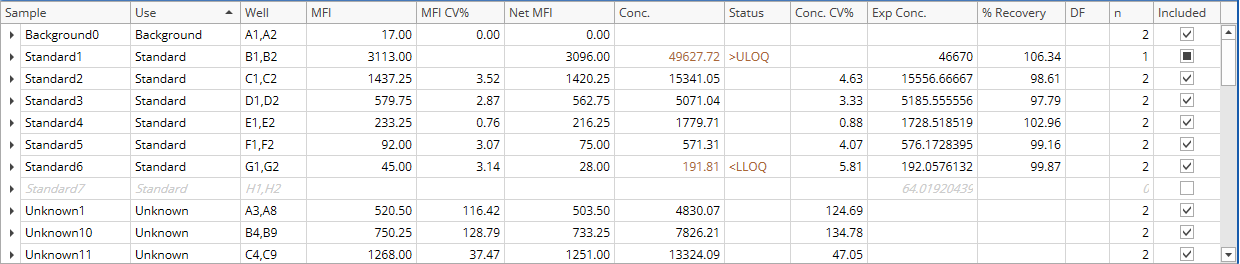 Sample Use Well MFI MFI CV% Net MFI Conc. Status Conc. CV% Exp Conc. % Recovery DF n Included
Background0 Background A1,A2 17.00 0.00 0.00 2
Standard1 Standard B1,B2 3113.00 3096.00 49627.72 >ULOQ 46670 106.34 1
Standard2 Standard C1,C2 1437.25 3.52 1420.25 15341.05 4.63 15556.66667 98.61 2
Standard3 Standard D1,D2 579.75 2.87 562.75 5071.04 3.33 5185.555556 97.79 2
Standard4 Standard E1,E2 233.25 0.76 216.25 1779.71 0.88 1728.518519 102.96 2
Standard5 Standard F1,F2 92.00 3.07 75.00 571.31 4.07 576.1728395 99.16 2
Standard6 Standard G1,G2 45.00 3.14 28.00 191.81 <LLOQ 5.81 192.0576132 99.87 2
Standard7 Standard H1,H2 64.01920439 0
Unknown1 Unknown A3,A8 520.50 116.42 503.50 4830.07 124.69 2
Unknown10 Unknown B4,B9 750.25 128.79 733.25 7826.21 134.78 2
Unknown11 Unknown C4,C9 1268.00 37.47 1251.00 13324.09 47.05 2